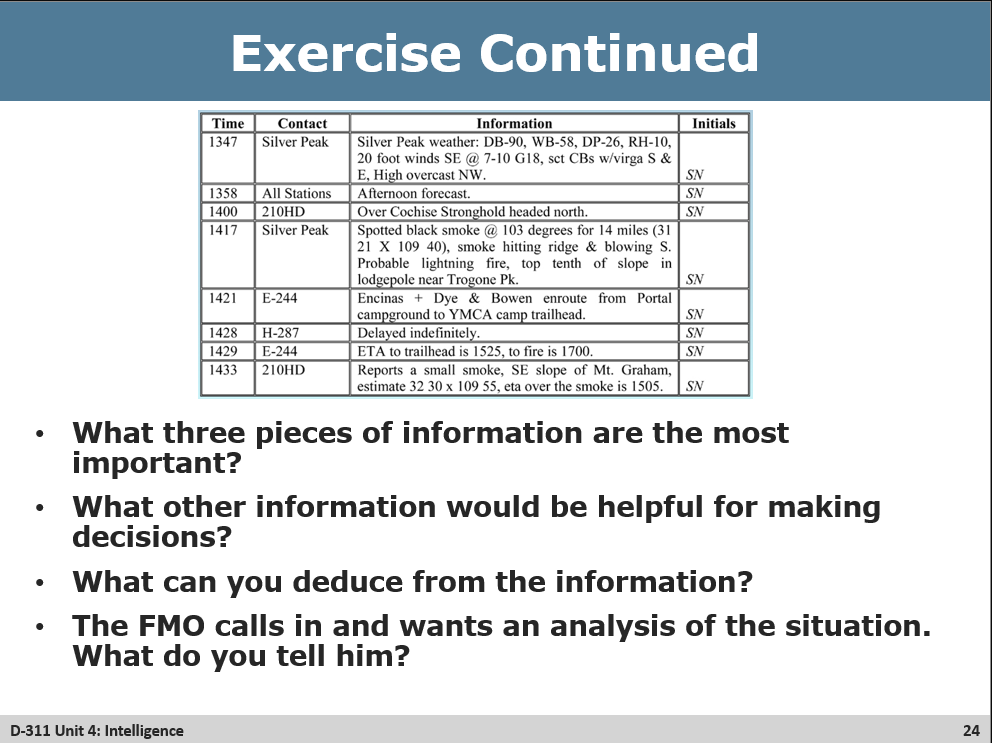 Exercise Continued
Time Contact Information Initials
1347 Silver Peak Silver Peak weather: DB-90, WB-58, DP-26, RH-10,
20 foot winds SE @ 7-10 G18, sct CBs w/virga S &
E, High overcast NW. SN
1358 All Stations Afternoon forecast. SN
1400 210HD Over Cochise Stronghold headed north. SN
1417 Silver Peak Spotted black smoke @ 103 degrees for 14 miles (31
21 X 109 40), smoke hitting ridge & blowing S.
Probable lightning fire, top tenth of slope in
lodgepole near Trogone Pk. SN
1421 E-244 Encinas + Dye & Bowen enroute from Portal
campground to YMCA camp trailhead. SN
1428 H-287 Delayed indefinitely. SN
1429 E-244 ETA to trailhead is 1525, to fire is 1700. SN
1433 210HD Reports a small smoke, SE slope of Mt. Graham,
estimate 32 30 x 109 55, eta over the smoke is 1505. SN
• What three pieces of information are the most
important?
• What other information would be helpful for making
decisions?
• What can you deduce from the information?
• The FMO calls in and wants an analysis of the situation.
What do you tell him?
D-311 Unit 4: Intelligence 24